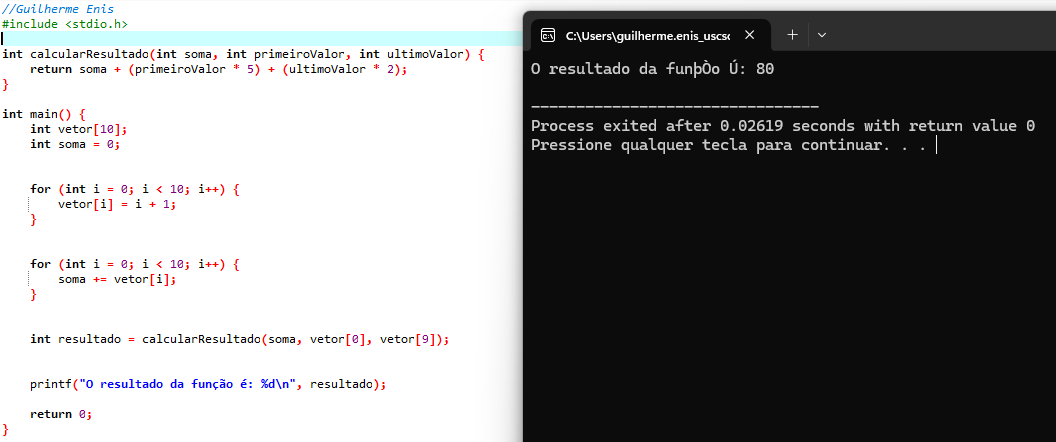 //Guilherme Enis
#include <stdio.h>
int calcularResultado(int soma, int primeiroValor, int ultimoValor) {
    return soma + (primeiroValor * 5) + (ultimoValor * 2);
}
int main() {
    int vetor[10];
    int soma = 0;
    for (int i = 0; i < 10; i++) {
        vetor[i] = i + 1;
    }
    for (int i = 0; i < 10; i++) {
        soma += vetor[i];
    }
    int resultado = calcularResultado(soma, vetor[0], vetor[9]);
    printf("O resultado da função é: %d\n", resultado);
    return 0;
}
C:\Users\guilherme.enis_uscsc
O resultado da funþÒo Ú: 80
--------------------------------
Process exited after 0.02619 seconds with return value 0
Pressione qualquer tecla para continuar. . .